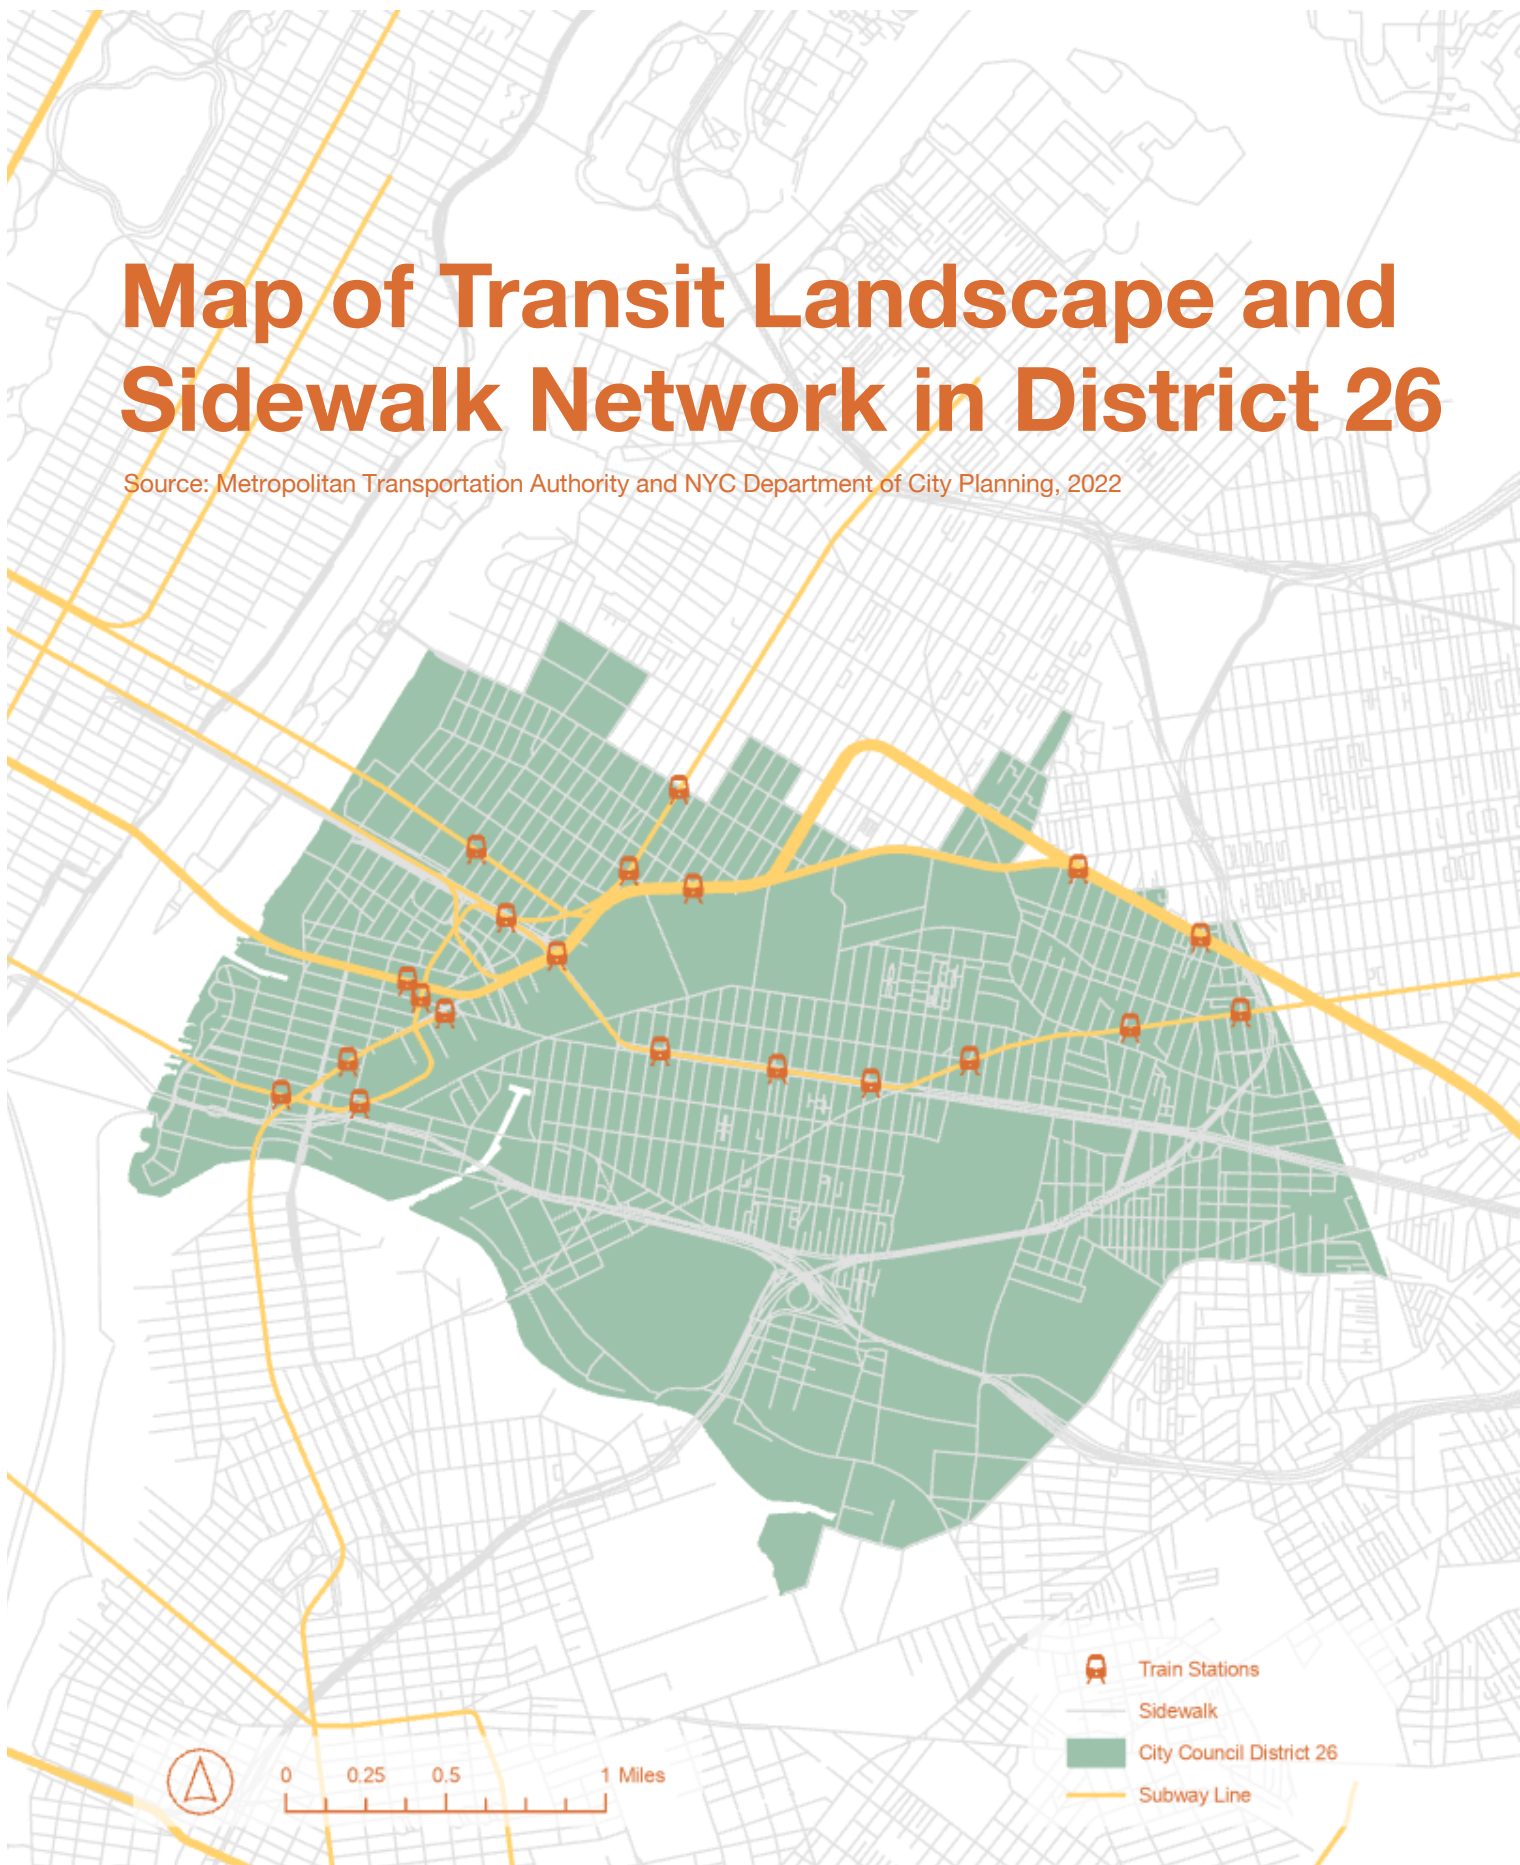 Map of Transit Landscape and
Sidewalk Network in District 26
Source: Metropolitan Transportation Authority and NYC Department of City Planning, 2022
Train Stations
Sidewalk
City Council District 26
Subway Line
0 0.25 0.5 1 Miles